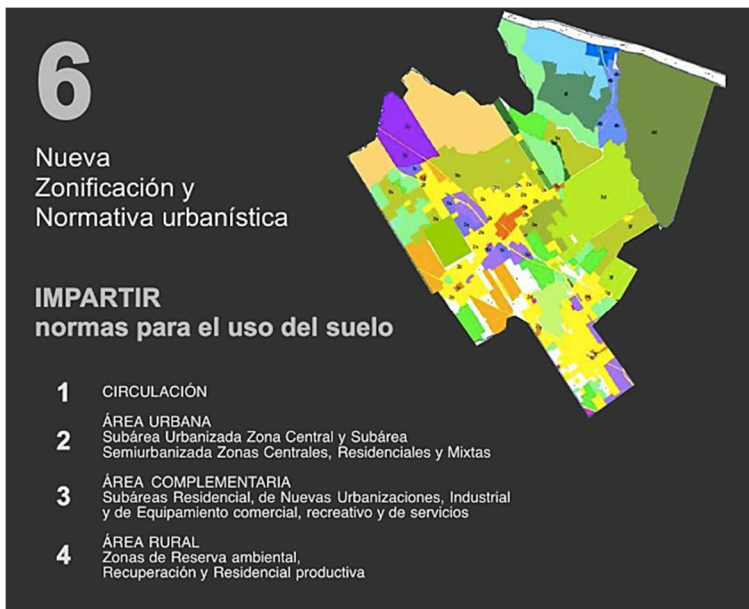 6
Nueva
Zonificación y
Normativa urbanística
IMPARTIR
normas para el uso del suelo
1 CIRCULACIÓN
2 ÁREA URBANA
Subárea Urbanizada Zona Central y Subárea
Semiurbanizada Zonas Centrales, Residenciales y Mixtas
3 ÁREA COMPLEMENTARIA
Subáreas Residencial, de Nuevas Urbanizaciones, Industrial
y de Equipamiento comercial, recreativo y de servicios
4 ÁREA RURAL
Zonas de Reserva ambiental,
Recuperación y Residencial productiva